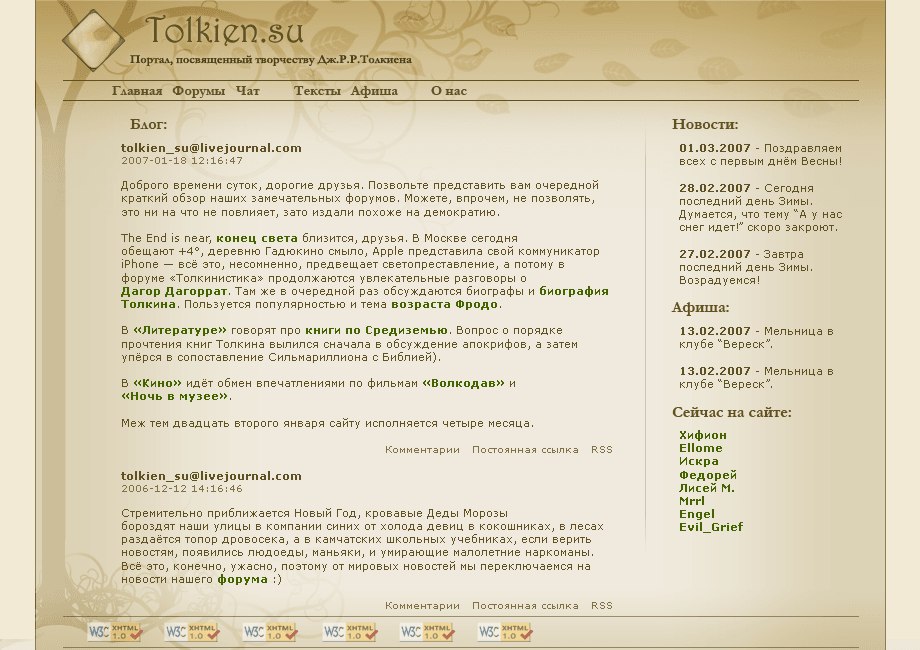 Tolkien.su
Портал, посвященный творчеству Дж.Р.Р.Толкиена
Главная Форумы Чат Тексты Афиша О нас
Блог:
tolkien_su@livejournal.com
2007-01-18 12:16:47
Доброго времени суток, дорогие друзья. Позвольте представить вам очередной
краткий обзор наших замечательных форумов. Можете, впрочем, не позволять,
это ни на что не повлияет, зато издали похоже на демократию.
The End is near, конец света близится, друзья. В Москве сегодня
обещают +4°, деревню Гадюкино смыло, Apple представила свой коммуникатор
iPhone — всё это, несомненно, предвещает светопреставление, а потому в
форуме «Толкинистика» продолжаются увлекательные разговоры о
Дагор Дагоррат. Там же в очередной раз обсуждаются биографы и биография
Толкина. Пользуется популярностью и тема возраста Фродо.
В «Литературе» говорят про книги по Средиземью. Вопрос о порядке
прочтения книг Толкина вылился сначала в обсуждение апокрифов, а затем
упёрся в сопоставление Сильмариллиона с Библией).
В «Кино» идёт обмен впечатлениями по фильмам «Волкодав» и
«Ночь в музее».
Меж тем двадцать второго января сайту исполняется четыре месяца.
Комментарии Постоянная ссылка RSS
tolkien_su@livejournal.com
2006-12-12 14:16:46
Стремительно приближается Новый Год, кровавые Деды Морозы
бороздят наши улицы в компании синих от холода девиц в кокошниках, в лесах
раздаётся топор дровосека, а в камчатских школьных учебниках, если верить
новостям, появились людоеды, маньяки, и умирающие малолетние наркоманы.
Всё это, конечно, ужасно, поэтому от мировых новостей мы переключаемся на
новости нашего форума :)
Комментарии Постоянная ссылка RSS
Новости:
01.03.2007 - Поздравляем
всех с первым днём Весны!
28.02.2007 - Сегодня
последний день Зимы.
Думается, что тему “А у нас
снег идет!” скоро закроют.
27.02.2007 - Завтра
последний день Зимы.
Возрадуемся!
Афиша:
13.02.2007 - Мельница в
клубе “Вереск”.
13.02.2007 - Мельница в
клубе “Вереск”.
Сейчас на сайте:
Хифион
Ellome
Искра
Федорей
Лисей М.
Mrrl
Engel
Evil_Grief
W3C XHTML 1.0 W3C XHTML 1.0 W3C XHTML 1.0 W3C XHTML 1.0 W3C XHTML 1.0 W3C XHTML 1.0